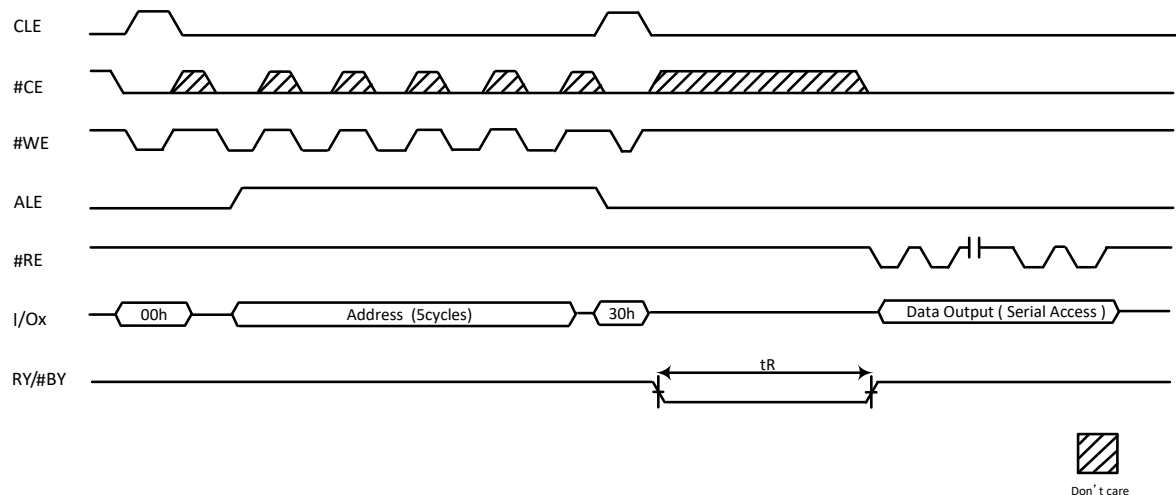 CLE
#CE
#WE
ALE
#RE
I/Ox
00h
Address (5cycles)
30h
Data Output ( Serial Access )
RY/#BY
tR
Don’t care